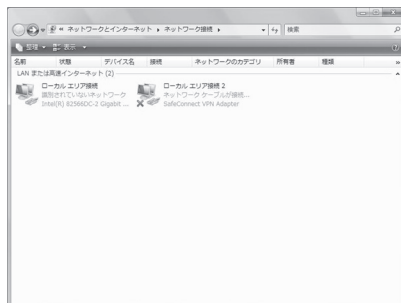 « ネットワークとインターネット ▸ ネットワーク接続 ▸ 検索
整理 表示
名前 状態 デバイス名 接続 ネットワークのカテゴリ 所有者 種類 »
LAN または高速インターネット (2)
ローカル エリア接続
識別されていないネットワーク
Intel(R) 82566DC-2 Gigabit ...
ローカル エリア接続 2
ネットワーク ケーブルが接続...
SafeConnect VPN Adapter